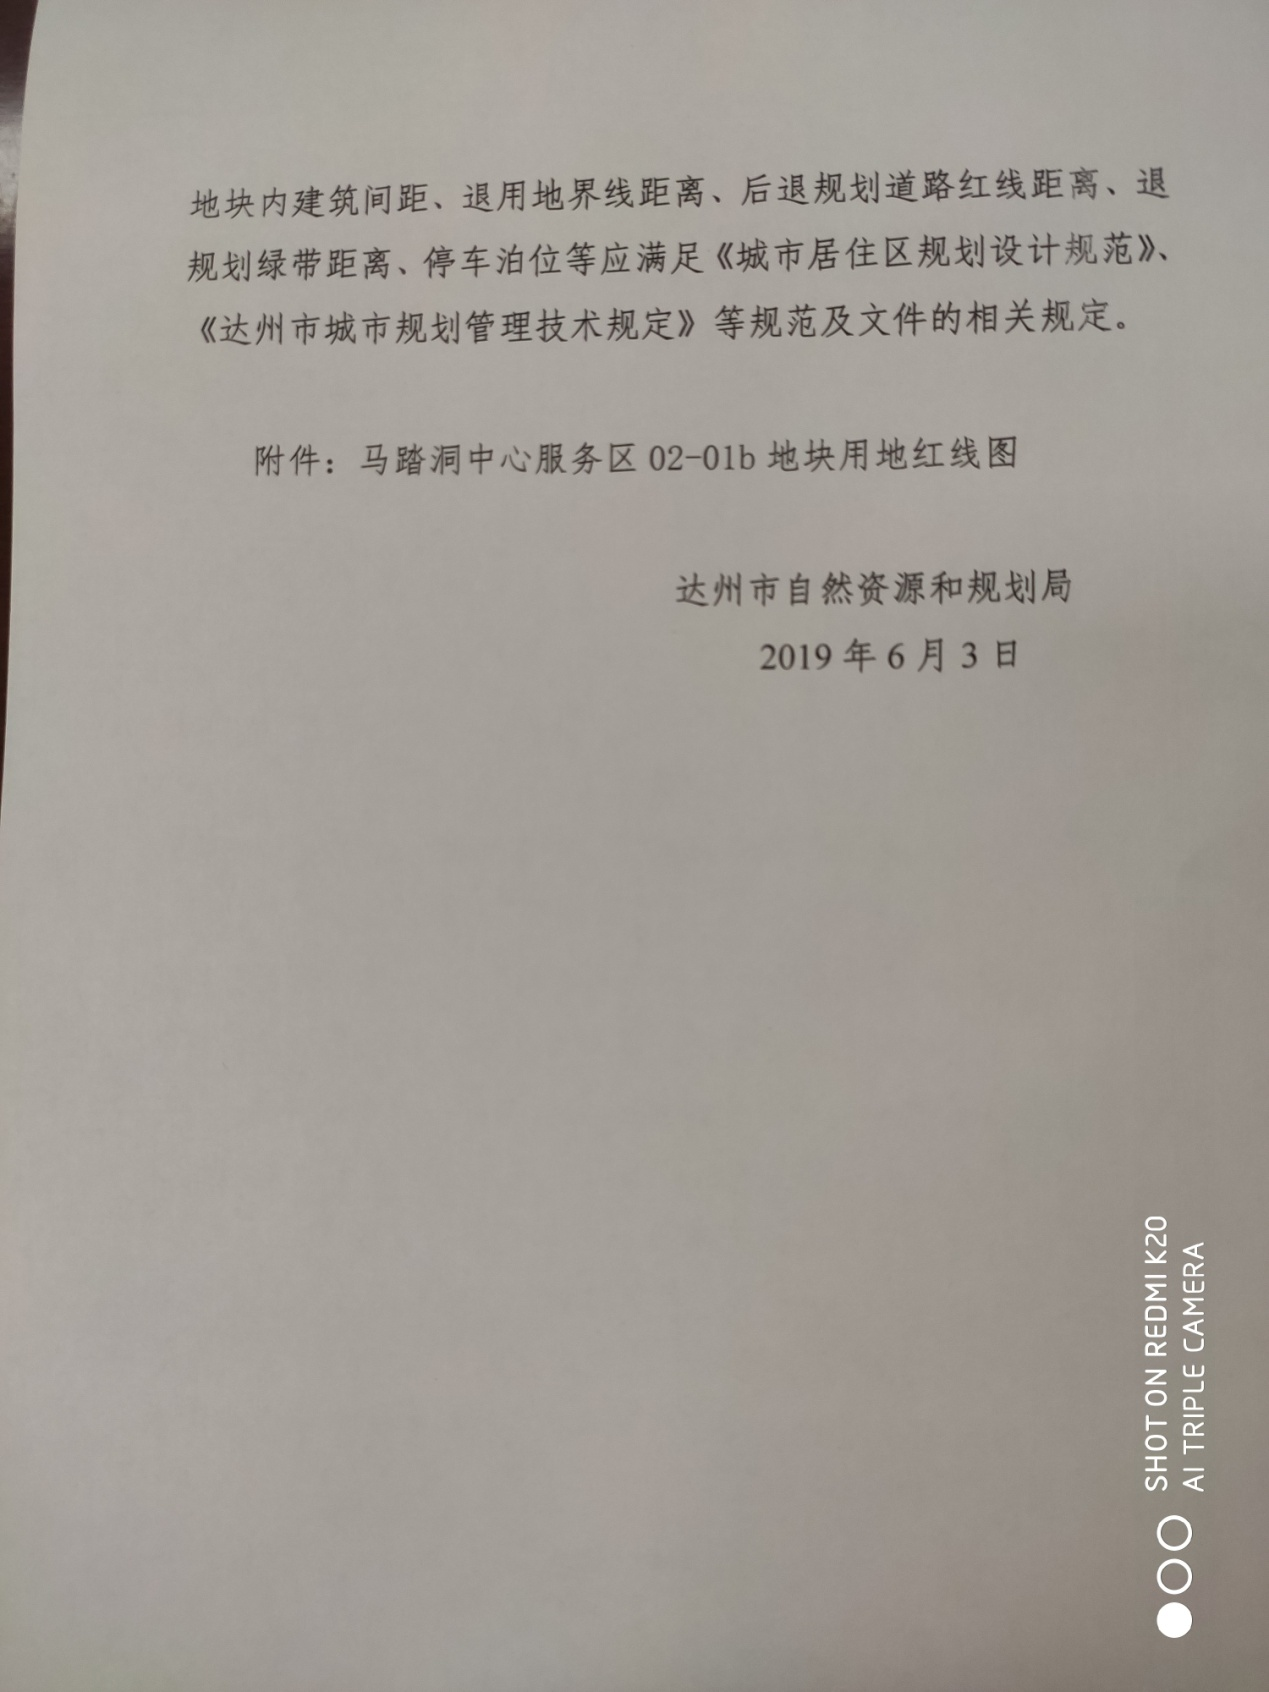 地块内建筑间距、退用地界线距离、后退规划道路红线距离、退
规划绿带距离、停车泊位等应满足《城市居住区规划设计规范》、
《达州市城市规划管理技术规定》等规范及文件的相关规定。
附件：马踏洞中心服务区 02-01b 地块用地红线图
达州市自然资源和规划局
2019 年 6 月 3 日
SHOT ON REDMI K20
AI TRIPLE CAMERA